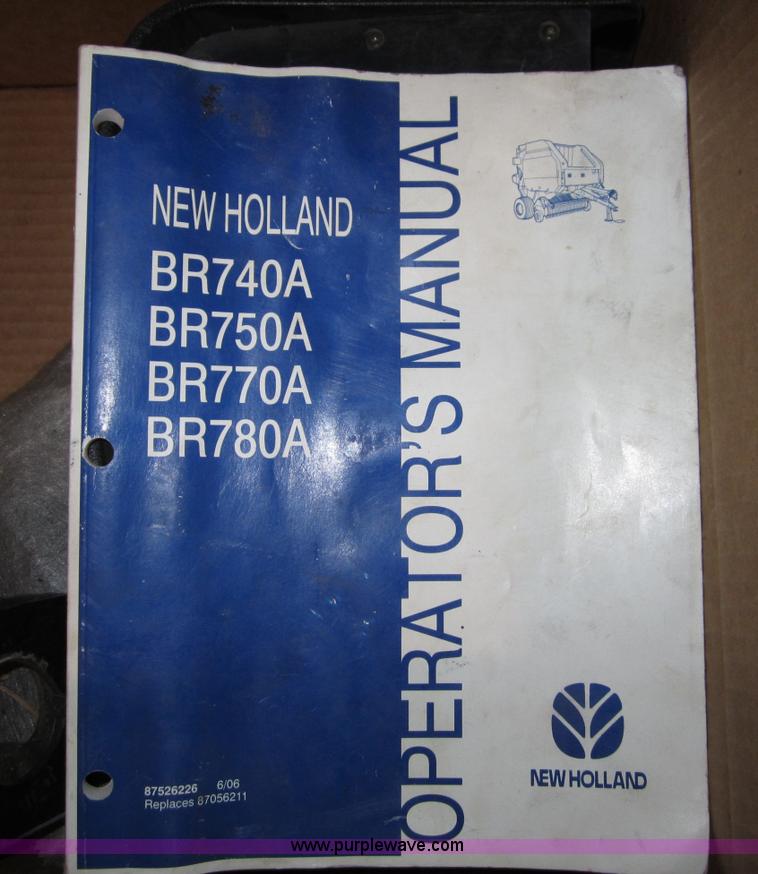 NEW HOLLAND
BR740A
BR750A
BR770A
BR780A
OPERATOR'S MANUAL
NEW HOLLAND
87526226 6/06
Replaces 87056211
www.purplewave.com